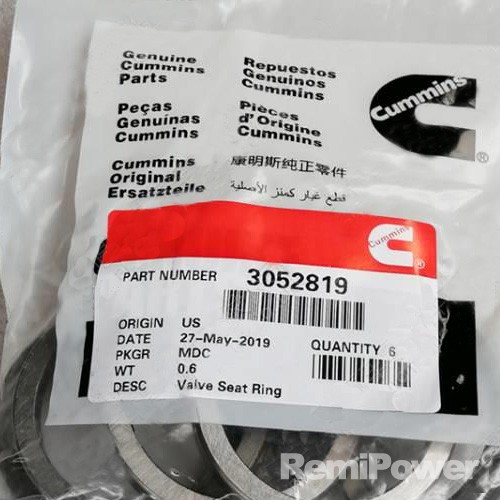 Genuine
Cummins
Parts
Repuestos
Genuinos
Cummins
Peças
Genuínas
Cummins
Pièces
d'Origine
Cummins
Cummins
Original
Ersatzteile
康明斯纯正零件
قطع غيار كمنز الأصلية
Cummins
®
Cummins
®
PART NUMBER 3052819
ORIGIN US
DATE 27-May-2019
PKGR MDC
WT 0.6
DESC Valve Seat Ring
QUANTITY 6
RemiPower